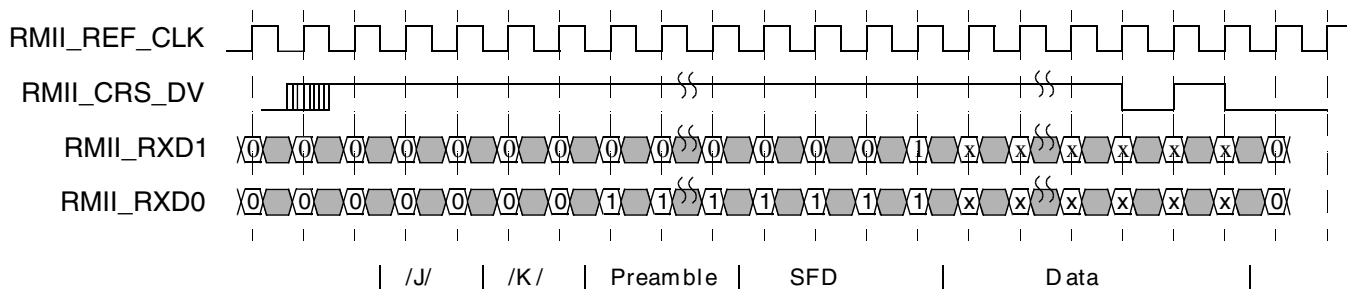 RMII_REF_CLK
RMII_CRS_DV
RMII_RXD1 0 0 0 0 0 0 0 0 0 0 0 0 0 1 x x x x x x 0
RMII_RXD0 0 0 0 0 0 0 0 1 1 1 1 1 1 1 x x x x x x 0
/J/ /K/ Preamble SFD Data